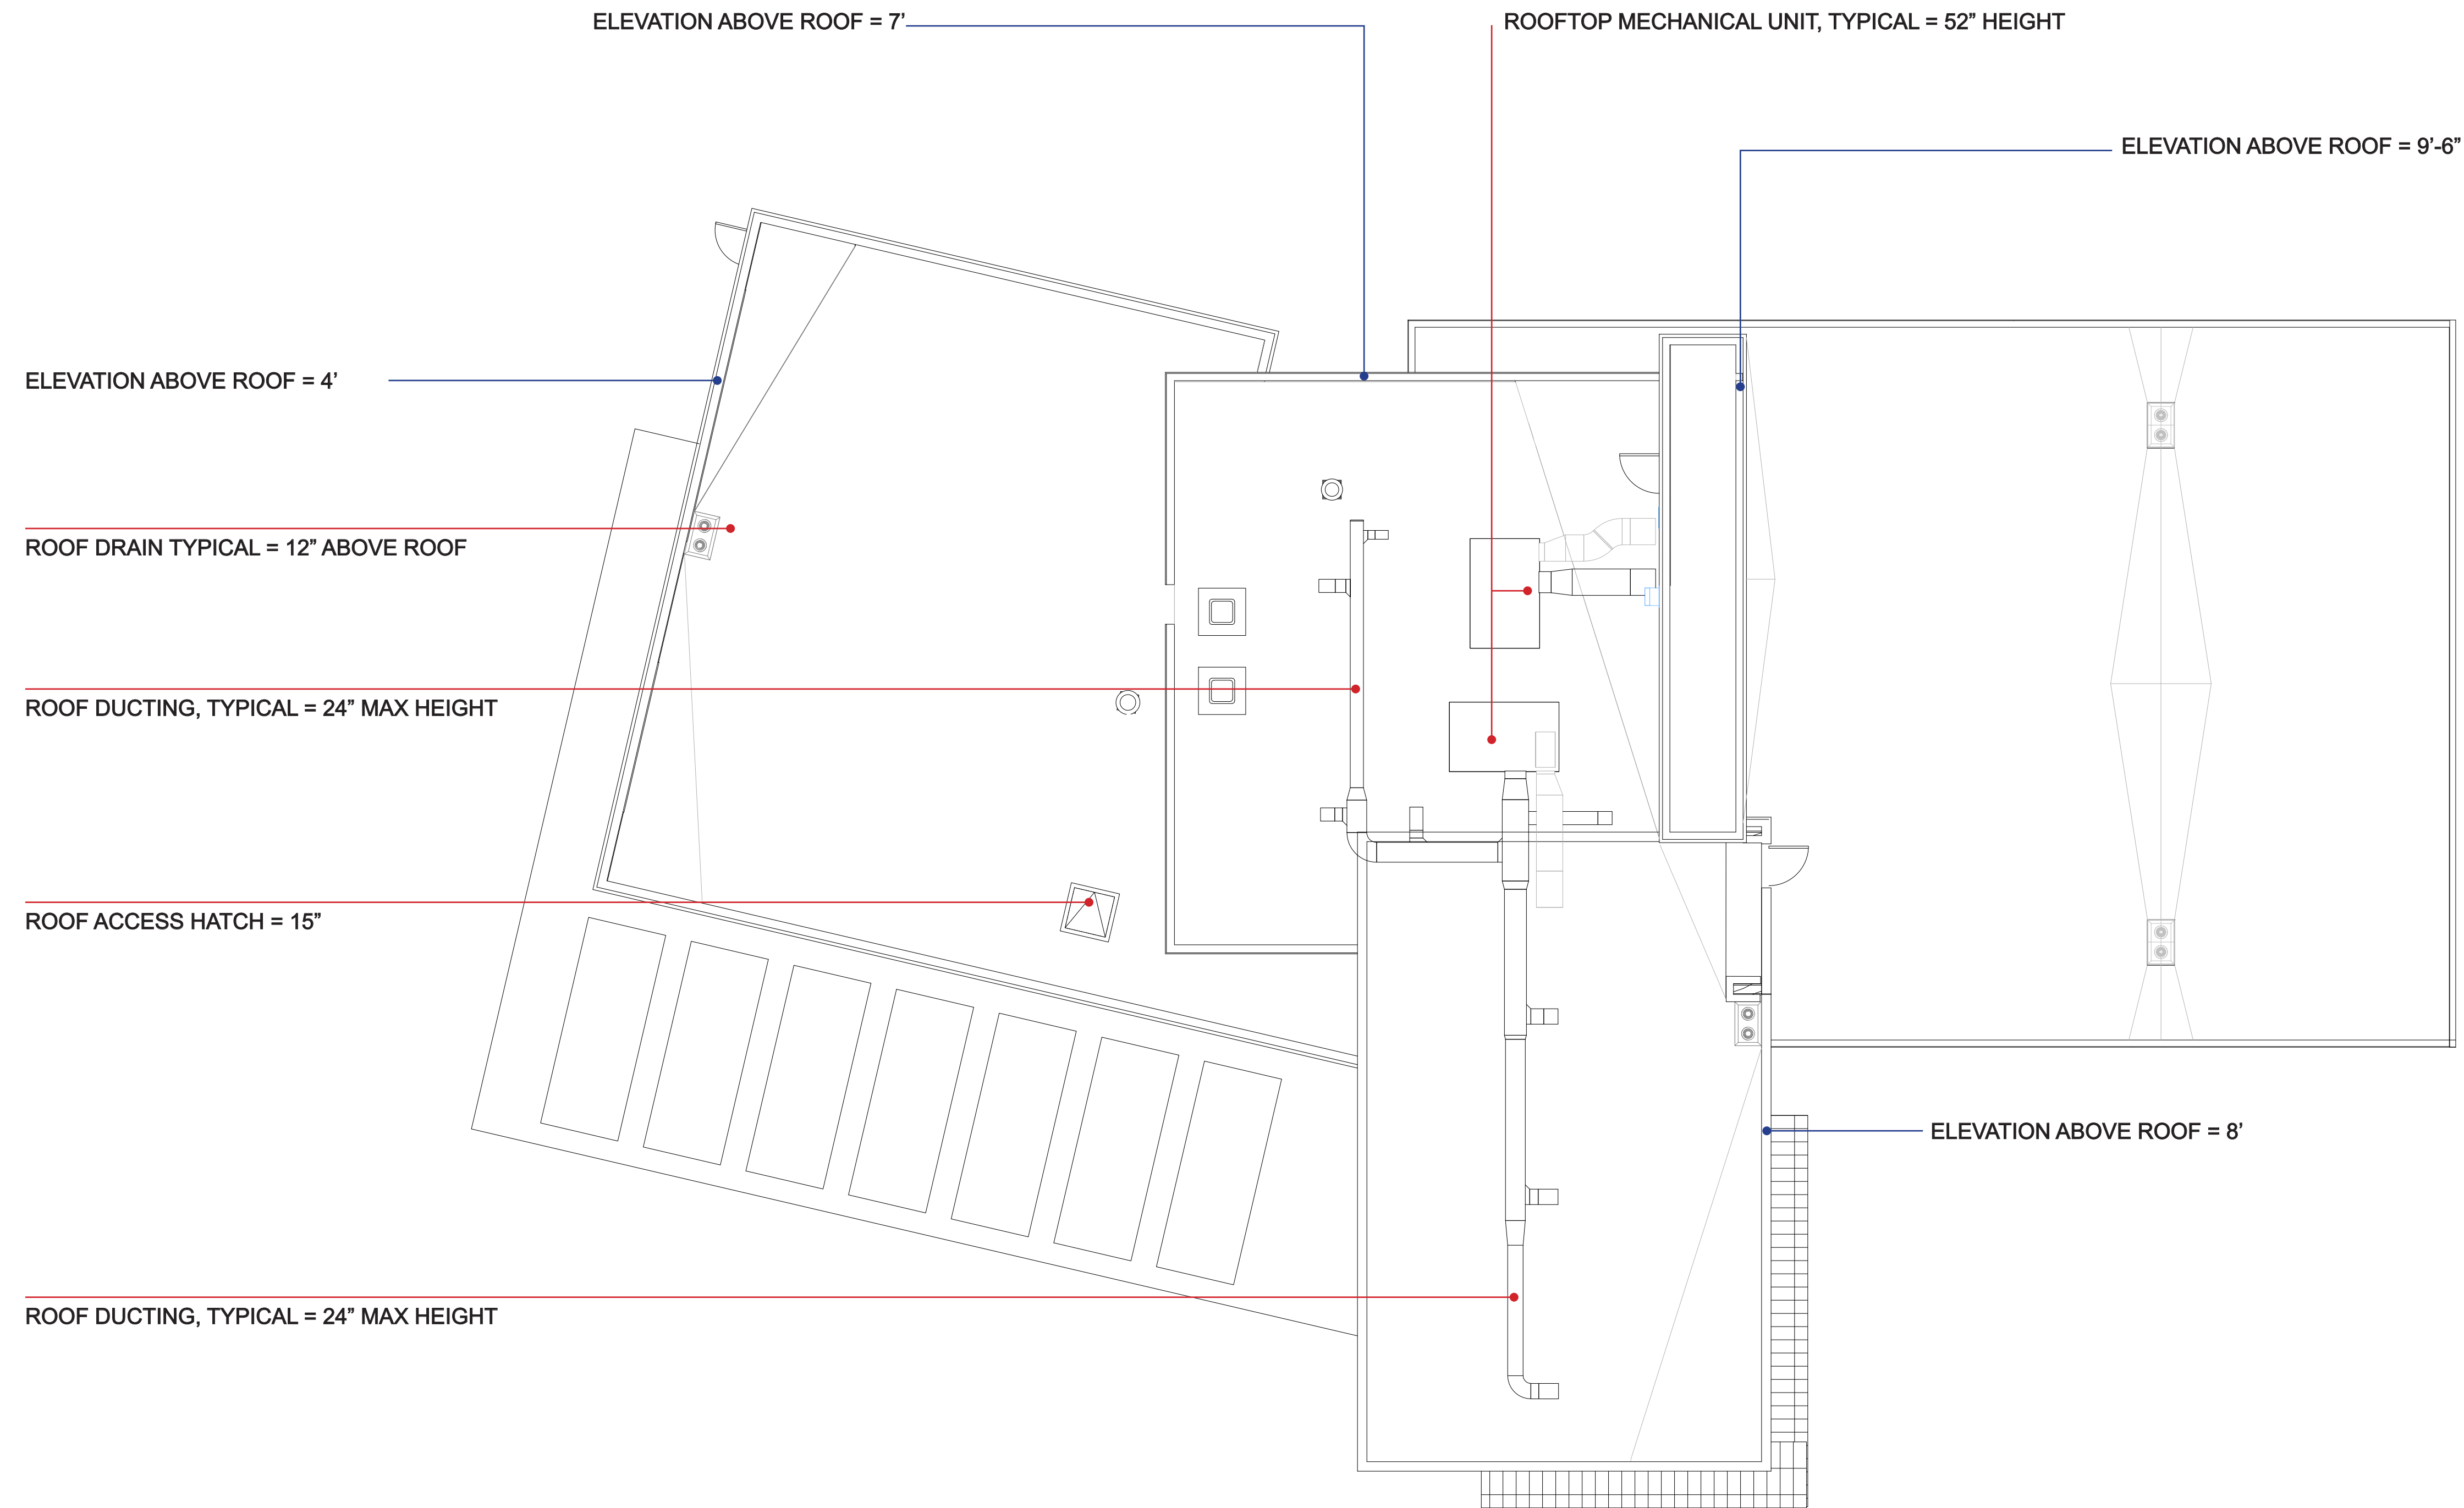 ELEVATION ABOVE ROOF = 7’
ROOFTOP MECHANICAL UNIT, TYPICAL = 52” HEIGHT
ELEVATION ABOVE ROOF = 9’-6”
ELEVATION ABOVE ROOF = 4’
ROOF DRAIN TYPICAL = 12” ABOVE ROOF
ROOF DUCTING, TYPICAL = 24” MAX HEIGHT
ROOF ACCESS HATCH = 15”
ELEVATION ABOVE ROOF = 8’
ROOF DUCTING, TYPICAL = 24” MAX HEIGHT